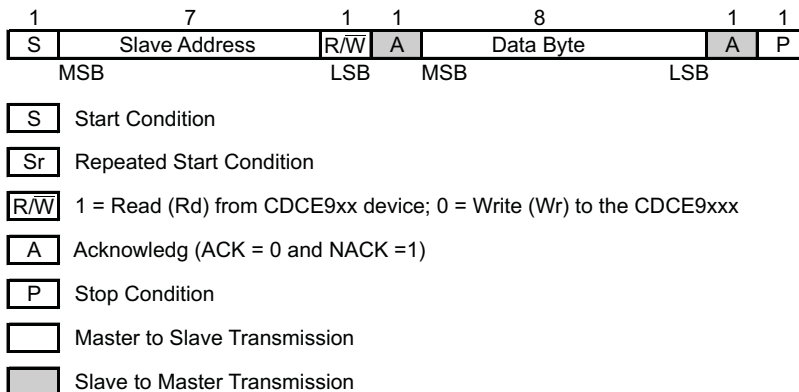 1 7 1 1 8 1 1
S Slave Address R/W̅ A Data Byte A P
MSB LSB MSB LSB
S Start Condition
Sr Repeated Start Condition
R/W̅ 1 = Read (Rd) from CDCE9xx device; 0 = Write (Wr) to the CDCE9xxx
A Acknowledg (ACK = 0 and NACK =1)
P Stop Condition
Master to Slave Transmission
Slave to Master Transmission